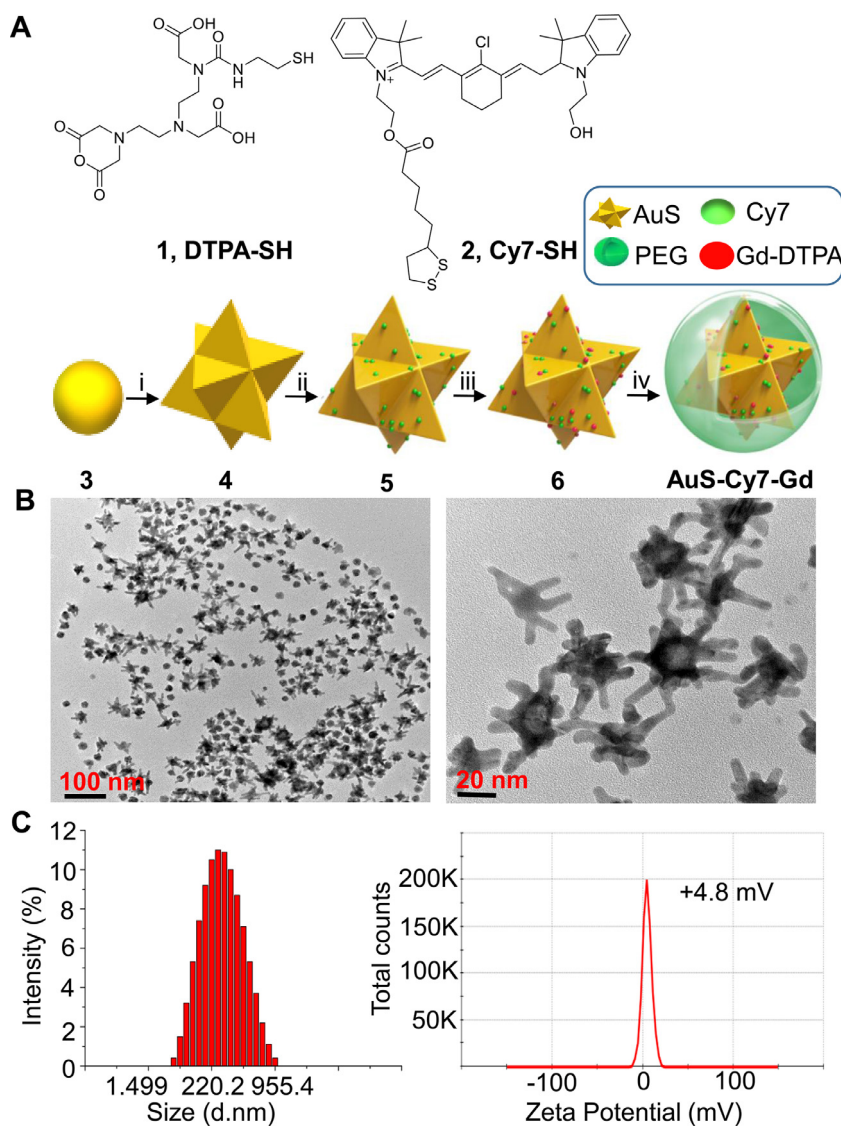 A
OH
O
O
SH
N
N
H
N
N
O
OH
O
O
O
Cl
N+
N
O
O
OH
S
S
1, DTPA-SH
2, Cy7-SH
AuS
Cy7
PEG
Gd-DTPA
i
ii
iii
iv
3
4
5
6
AuS-Cy7-Gd
B
100 nm
20 nm
C
12
10
8
6
4
2
0
Intensity (%)
1.499 220.2 955.4
Size (d.nm)
200K
150K
100K
50K
Total counts
+4.8 mV
-100 0 100
Zeta Potential (mV)